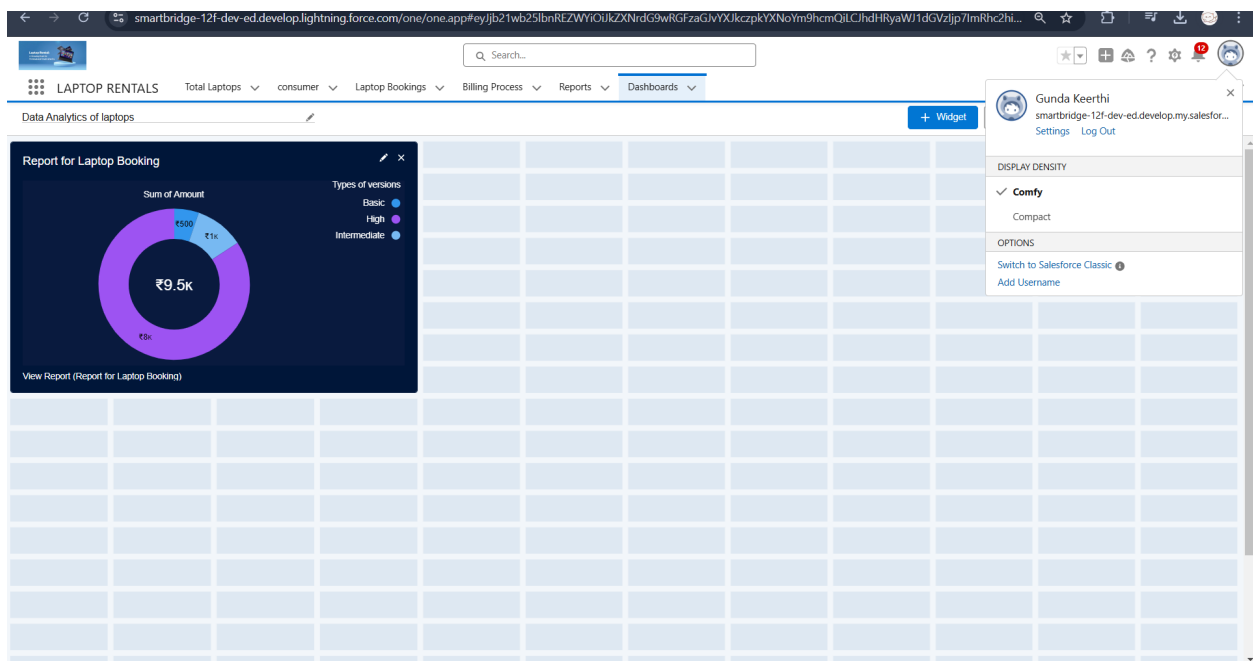 smartbridge-12f-dev-ed.develop.lightning.force.com/one/one.app#eyJjb21wb25lbnREZWYiOiJkZXNrdG9wRGFzaGJvYXJkczpkYXNoYm9hcmQiLCJhdHRyaWJ1dGVzIjp7ImRhc2hi...
Search...
12
LAPTOP RENTALS Total Laptops consumer Laptop Bookings Billing Process Reports Dashboards
Data Analytics of laptops
+ Widget
Gunda Keerthi
smartbridge-12f-dev-ed.develop.my.salesfor...
Settings Log Out
DISPLAY DENSITY
Comfy
Compact
OPTIONS
Switch to Salesforce Classic
Add Username
Report for Laptop Booking
Sum of Amount
Types of versions
Basic
High
Intermediate
₹500
₹1K
₹9.5K
₹8K
View Report (Report for Laptop Booking)